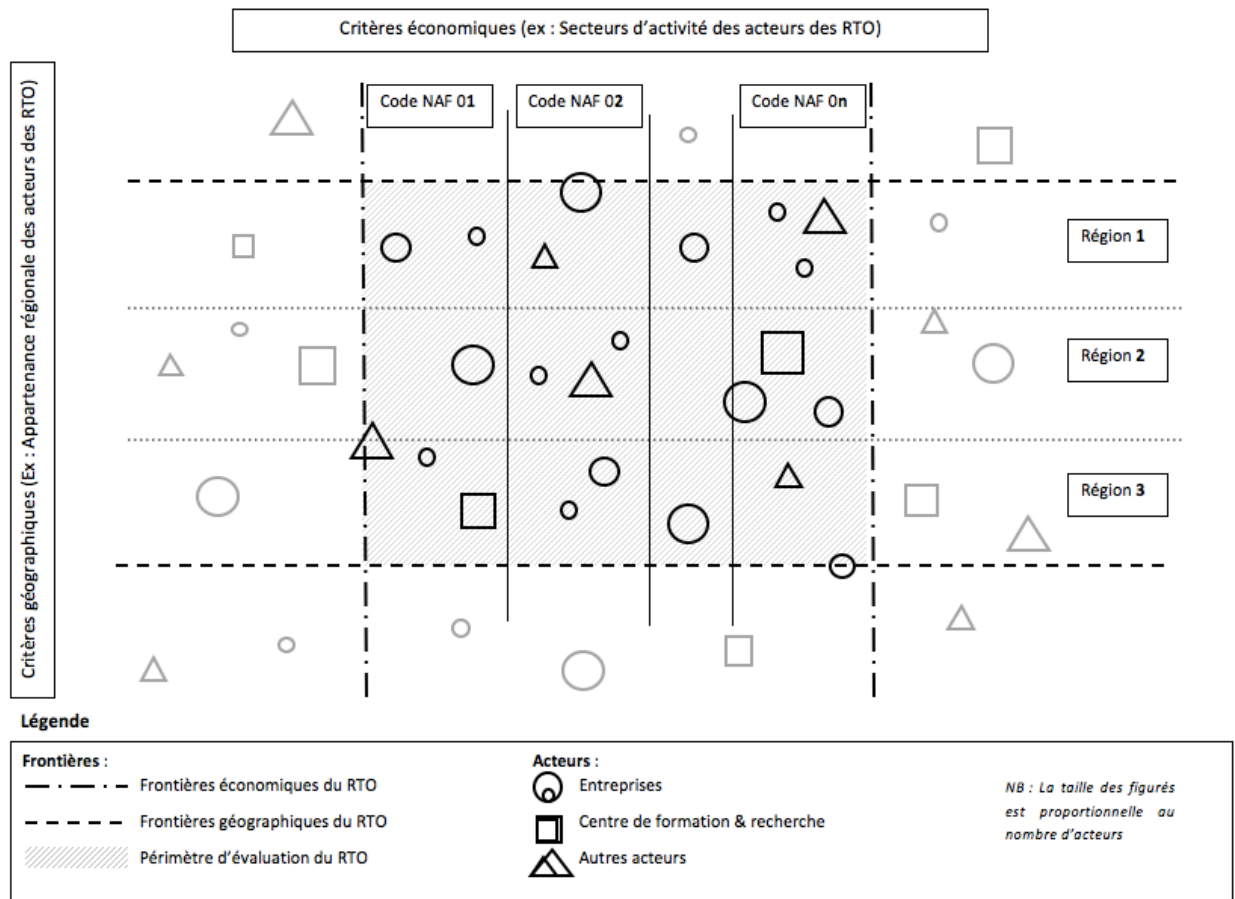 Critères économiques (ex : Secteurs d'activité des acteurs des RTO)
Critères géographiques (Ex : Appartenance régionale des acteurs des RTO)
Code NAF 01
Code NAF 02
Code NAF 0n
Région 1
Région 2
Région 3
Légende
Frontières :
Frontières économiques du RTO
Frontières géographiques du RTO
Périmètre d'évaluation du RTO
Acteurs :
Entreprises
Centre de formation & recherche
Autres acteurs
NB : La taille des figurés
est proportionnelle au
nombre d'acteurs